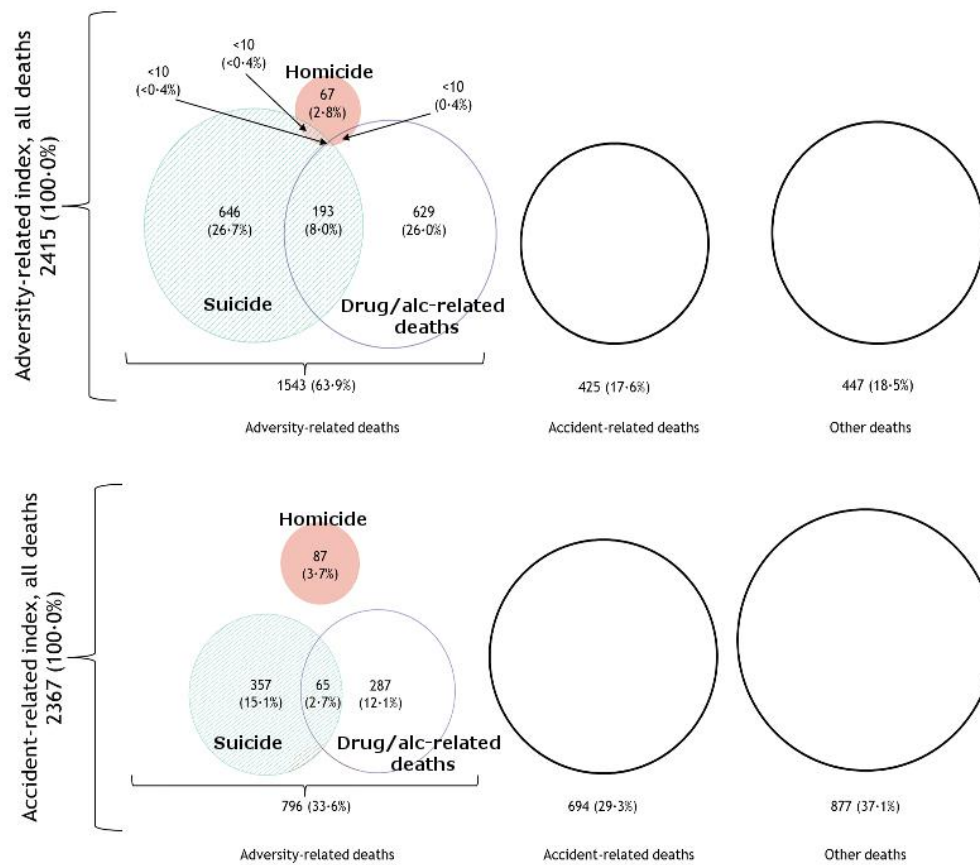 Adversity-related index, all deaths
2415 (100·0%)
<10
(<0·4%)
<10
(<0·4%)
Homicide
67
(2·8%)
<10
(0·4%)
646
(26·7%)
193
(8·0%)
629
(26·0%)
Suicide
Drug/alc-related
deaths
1543 (63·9%)
425 (17·6%)
447 (18·5%)
Adversity-related deaths
Accident-related deaths
Other deaths
Accident-related index, all deaths
2367 (100·0%)
Homicide
87
(3·7%)
357
(15·1%)
65
(2·7%)
287
(12·1%)
Suicide
Drug/alc-related
deaths
796 (33·6%)
694 (29·3%)
877 (37·1%)
Adversity-related deaths
Accident-related deaths
Other deaths